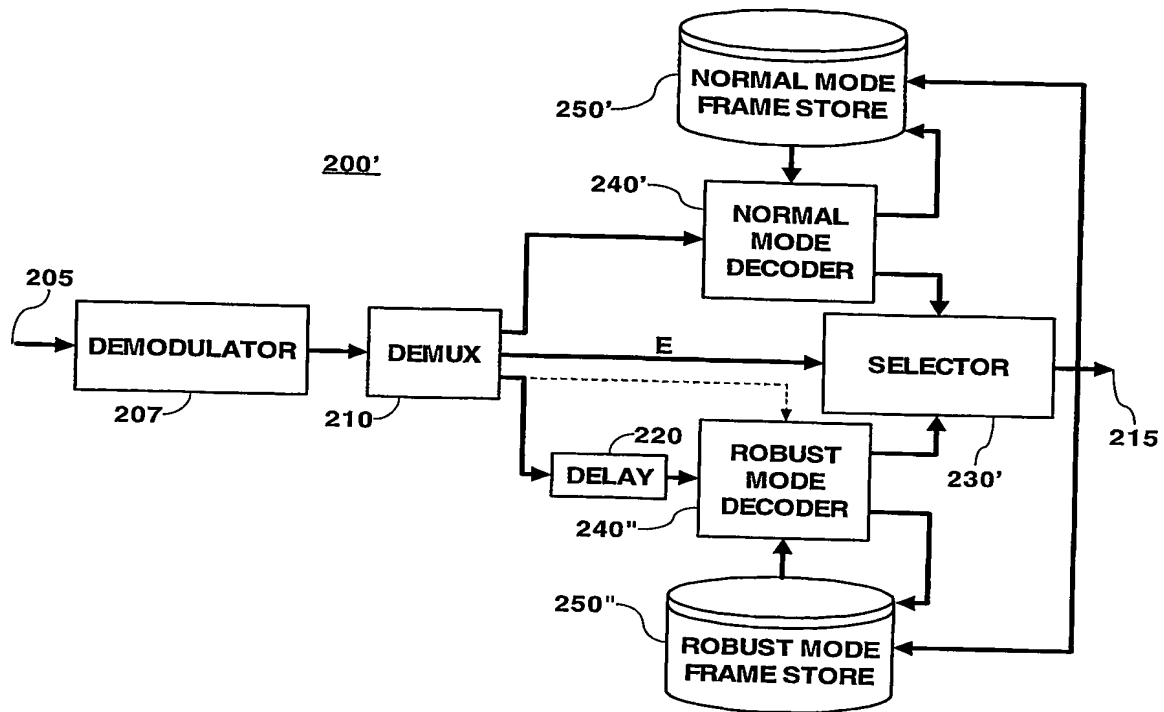 NORMAL MODE
FRAME STORE
250'
200'
240'
NORMAL
MODE
DECODER
205
DEMODULATOR
207
DEMUX
210
E
SELECTOR
230'
215
220
DELAY
ROBUST
MODE
DECODER
240"
250"
ROBUST MODE
FRAME STORE